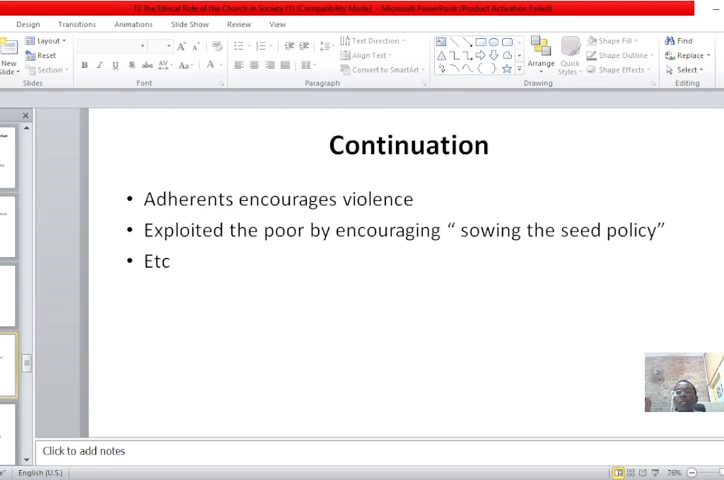 10 The Ethical Role of the Church in Society (1) [Compatibility Mode] - Microsoft PowerPoint (Product Activation Failed)
Design Transitions Animations Slide Show Review View
Layout Text Direction Shape Fill Find
Reset Align Text Shape Outline Replace
New Slide Section Convert to SmartArt Arrange Quick Styles Shape Effects Select
B I U S abc AV Aa A
Slides Font Paragraph Drawing Editing
Continuation
• Adherents encourages violence
• Exploited the poor by encouraging “ sowing the seed policy”
• Etc
Click to add notes
English (U.S.) 76%